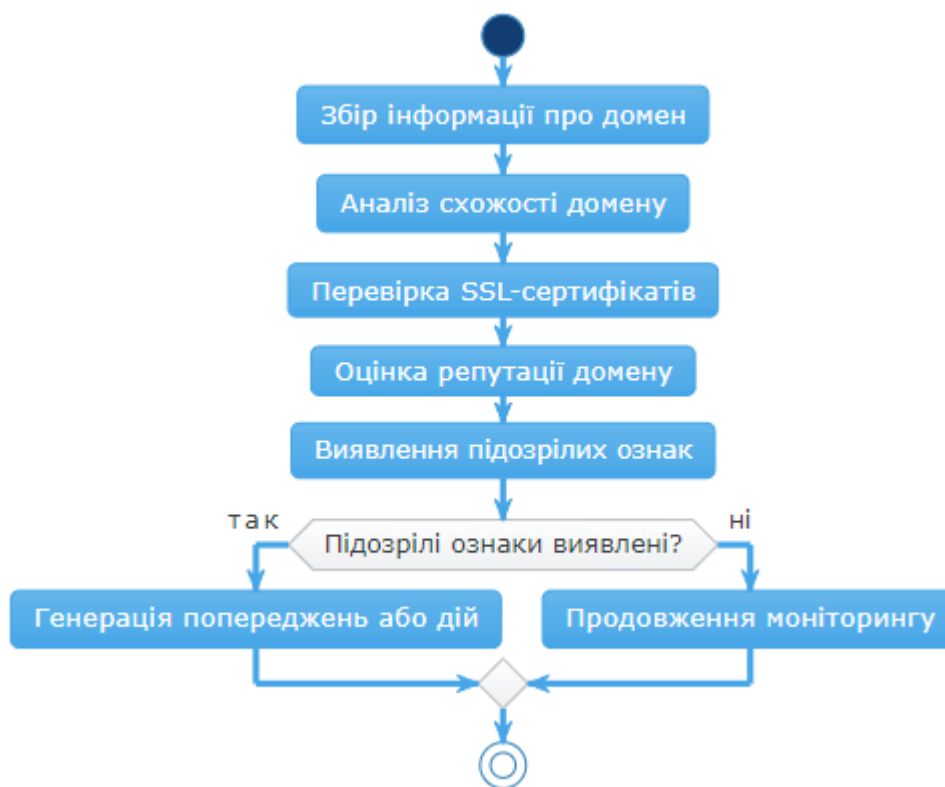 Збір інформації про домен
Аналіз схожості домену
Перевірка SSL-сертифікатів
Оцінка репутації домену
Виявлення підозрілих ознак
так
ні
Підозрілі ознаки виявлені?
Генерація попереджень або дій
Продовження моніторингу